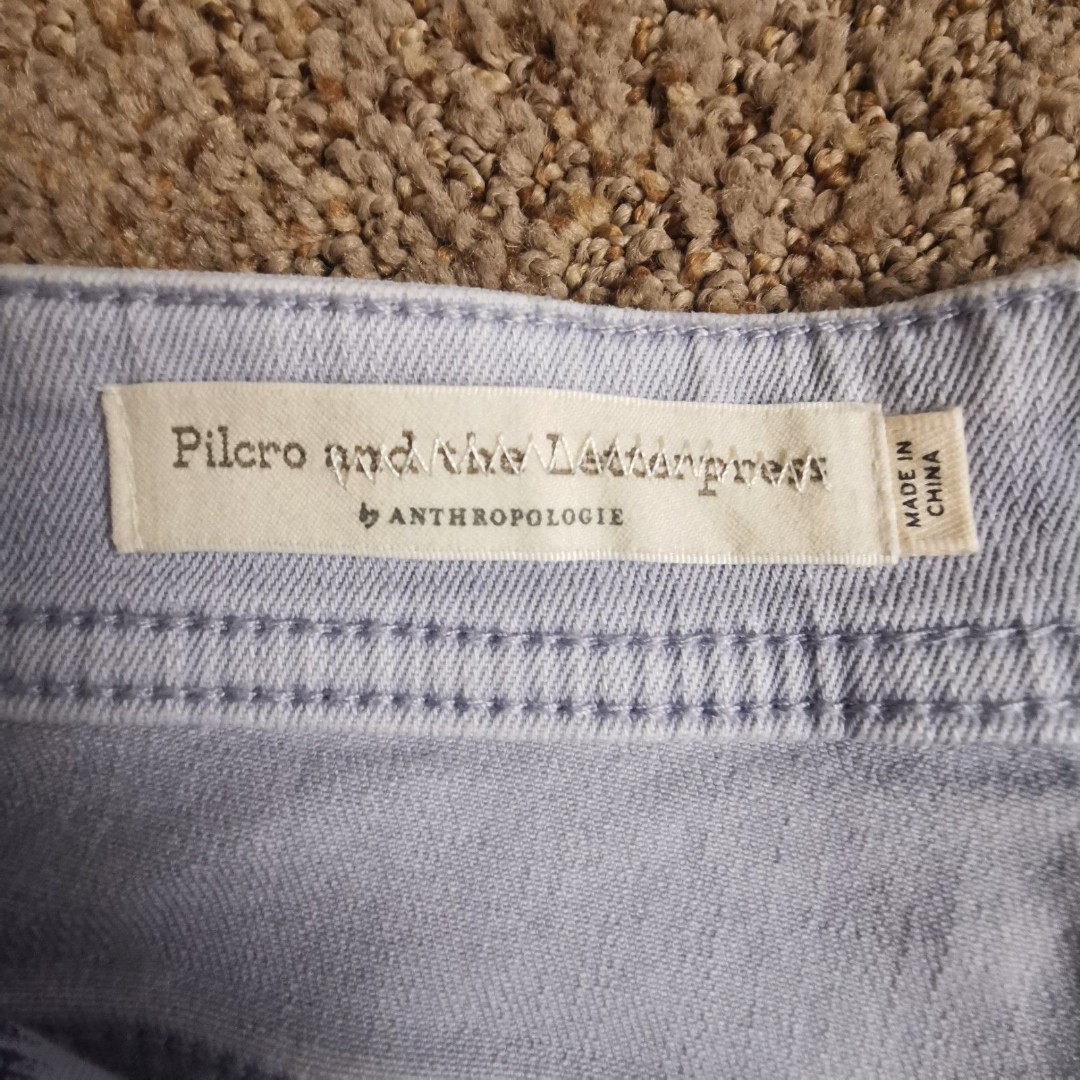 Pilcro and the Letterpress
by ANTHROPOLOGIE
MADE IN
CHINA